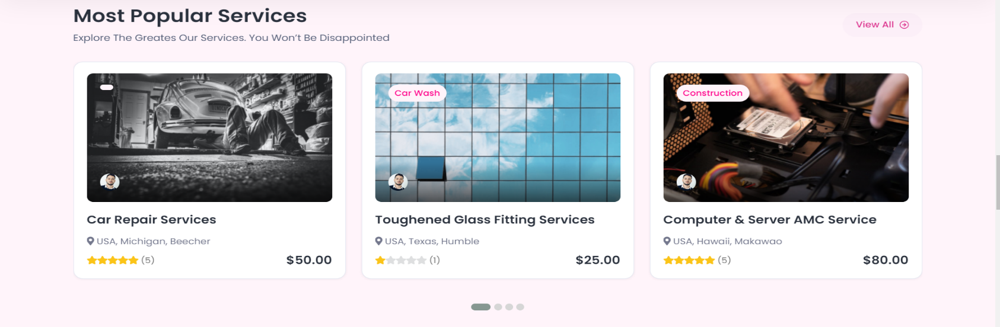 Most Popular Services
Explore The Greates Our Services. You Won’t Be Disappointed
View All
Car Wash
Construction
Car Repair Services
Toughened Glass Fitting Services
Computer & Server AMC Service
USA, Michigan, Beecher
USA, Texas, Humble
USA, Hawaii, Makawao
(5)
$50.00
(1)
$25.00
(5)
$80.00